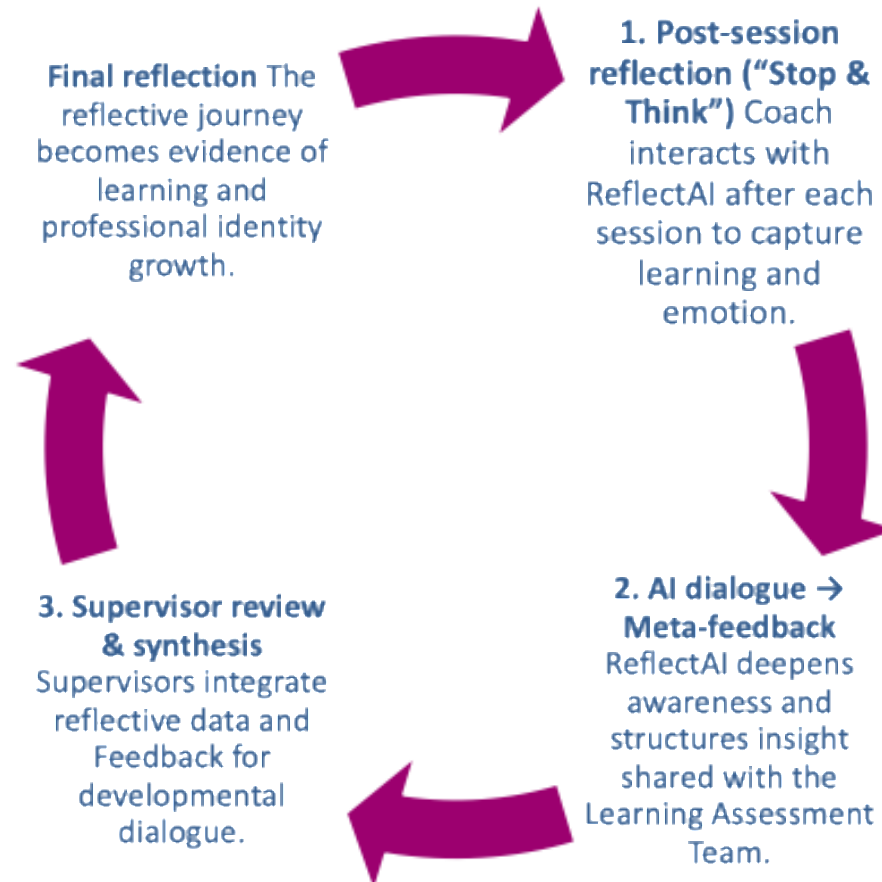 1. Post-session
reflection (“Stop &
Think”) Coach
interacts with
ReflectAI after each
session to capture
learning and
emotion.
2. AI dialogue →
Meta-feedback
ReflectAI deepens
awareness and
structures insight
shared with the
Learning Assessment
Team.
3. Supervisor review
& synthesis
Supervisors integrate
reflective data and
Feedback for
developmental
dialogue.
Final reflection The
reflective journey
becomes evidence of
learning and
professional identity
growth.